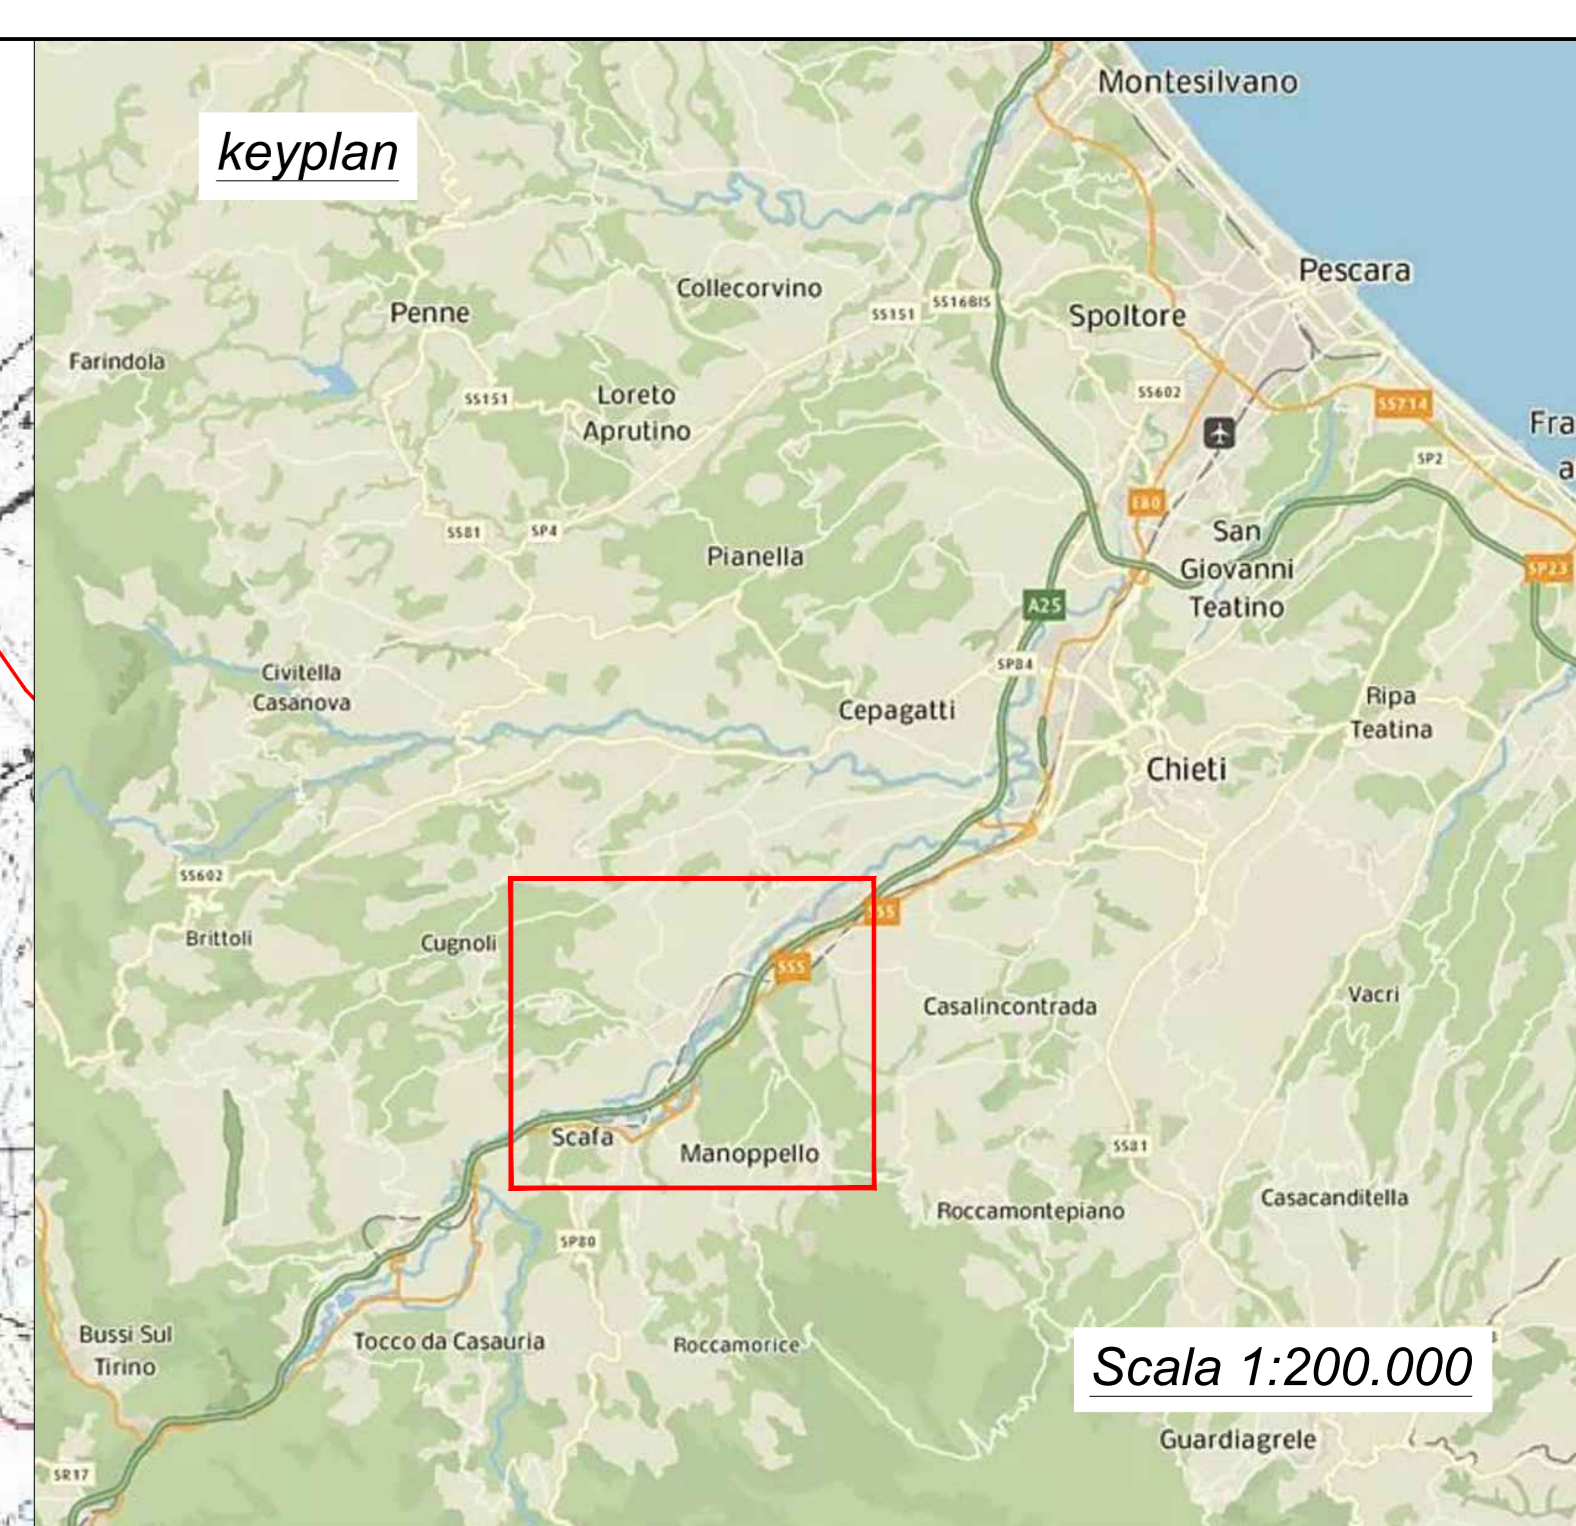 Montesilvano
keyplan
Pescara
Collecorvino
SS16BIS
Penne
SS151
Spoltore
Farindola
SS602
SS151
Loreto
Aprutino
SS714
Fra
a
SP2
E80
SS81
SP4
San
Giovanni
Teatino
Pianella
SP23
A25
SP84
Civitella
Casanova
Ripa
Teatina
Cepagatti
Chieti
SS602
SS5
Brittoli
Cugnoli
SS5
Vacri
Casalincontrada
Scafa
Manoppello
SS81
Casacanditella
Roccamontepiano
SP80
Bussi Sul
Tirino
Tocco da Casauria
Roccamorice
Scala 1:200.000
Guardiagrele
SR17